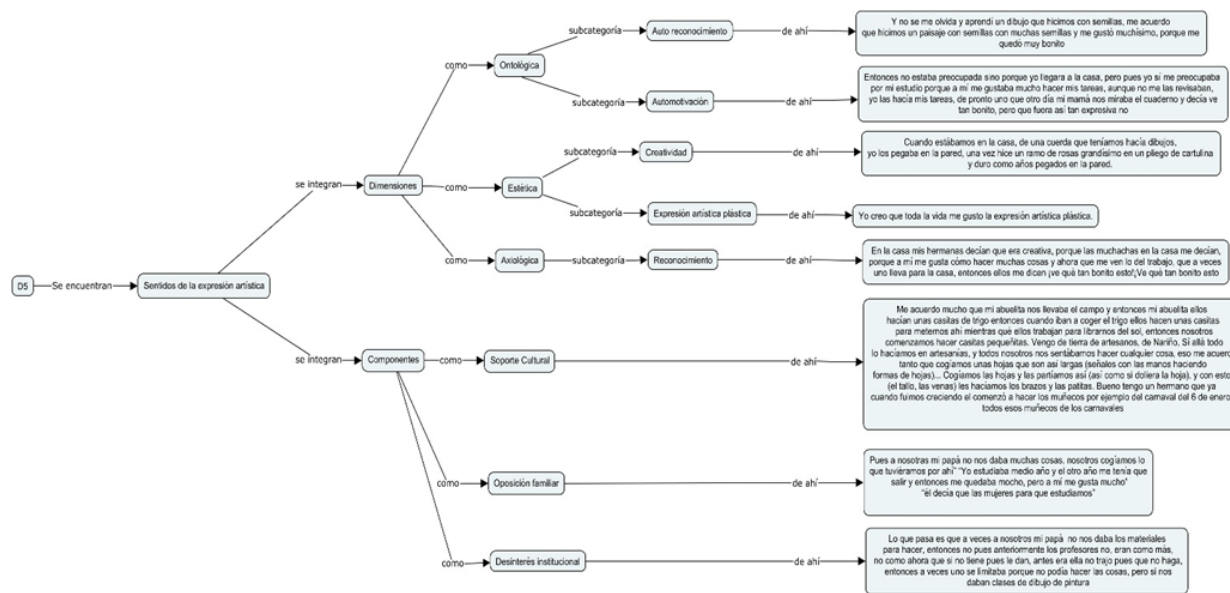 subcategoría
Auto reconocimiento
de ahí
Y no se me olvida y aprendi un dibujo que hicimos con semillas, me acuerdo
que hicimos un paisaje con semillas con muchas semillas y me gustó muchísimo, porque me
quedó muy bonito
como
Ontológica
subcategoría
Automotivación
de ahí
Entonces no estaba preocupada sino porque yo llegara a la casa, pero pues yo si me preocupaba
por mi estudio porque a mí me gustaba mucho hacer mis tareas, aunque no me las revisaban,
yo las hacía mis tareas, de pronto uno que otro día mi mamá nos miraba el cuaderno y decía ve
tan bonito, pero que fuera así tan expresiva no
subcategoría
Creatividad
de ahí
Cuando estábamos en la casa, de una cuerda que teníamos hacía dibujos,
yo los pegaba en la pared, una vez hice un ramo de rosas grandísimo en un pliego de cartulina
y duro como años pegados en la pared.
se integran
Dimensiones
como
Estética
subcategoría
Expresión artística plástica
de ahí
Yo creo que toda la vida me gusto la expresión artística plástica.
como
Axiológica
subcategoría
Reconocimiento
de ahí
En la casa mis hermanas decían que era creativa, porque las muchachas en la casa me decían,
porque a mí me gusta cómo hacer muchas cosas y ahora que me ven lo del trabajo, que a veces
uno lleva para la casa, entonces ellos me dicen ¡ve qué tan bonito esto!¡Ve qué tan bonito esto
D5
Se encuentran
Sentidos de la expresión artística
se integran
Componentes
como
Soporte Cultural
de ahí
Me acuerdo mucho que mi abuelita nos llevaba el campo y entonces mi abuelita ellos
hacían unas casitas de trigo entonces cuando iban a coger el trigo ellos hacen unas casitas
para meternos ahí mientras que ellos trabajan para librarnos del sol, entonces nosotros
comenzamos hacer casitas pequeñitas. Vengo de tierra de artesanos, de Nariño. Sí allá todo
lo hacíamos en artesanías, y todos nosotros nos sentábamos hacer cualquier cosa, eso me acuerdo
tanto que cogíamos unas hojas que son así largas (señales con las manos haciendo
formas de hojas)... Cogíamos las hojas y las partíamos así (así como si doliera la hoja), y con esto
(el tallo, las venas) les hacíamos los brazos y las patitas. Bueno tengo un hermano que ya
cuando fuimos creciendo el comenzó a hacer los muñecos por ejemplo del carnaval del 6 de enero
todos esos muñecos de los carnavales
como
Oposición familiar
de ahí
Pues a nosotras mi papá no nos daba muchas cosas, nosotros cogíamos lo
que tuviéramos por ahí" "Yo estudiaba medio año y el otro año me tenía que
salir y entonces me quedaba mocho, pero a mí me gusta mucho"
"él decía que las mujeres para que estudiamos"
como
Desinterés institucional
de ahí
Lo que pasa es que a veces a nosotros mi papá no nos daba los materiales
para hacer, entonces no pues anteriormente los profesores no, eran como más,
no como ahora que si no tiene pues le dan, antes era ella no trajo pues que no haga,
entonces a veces uno se limitaba porque no podía hacer las cosas, pero sí nos
daban clases de dibujo de pintura